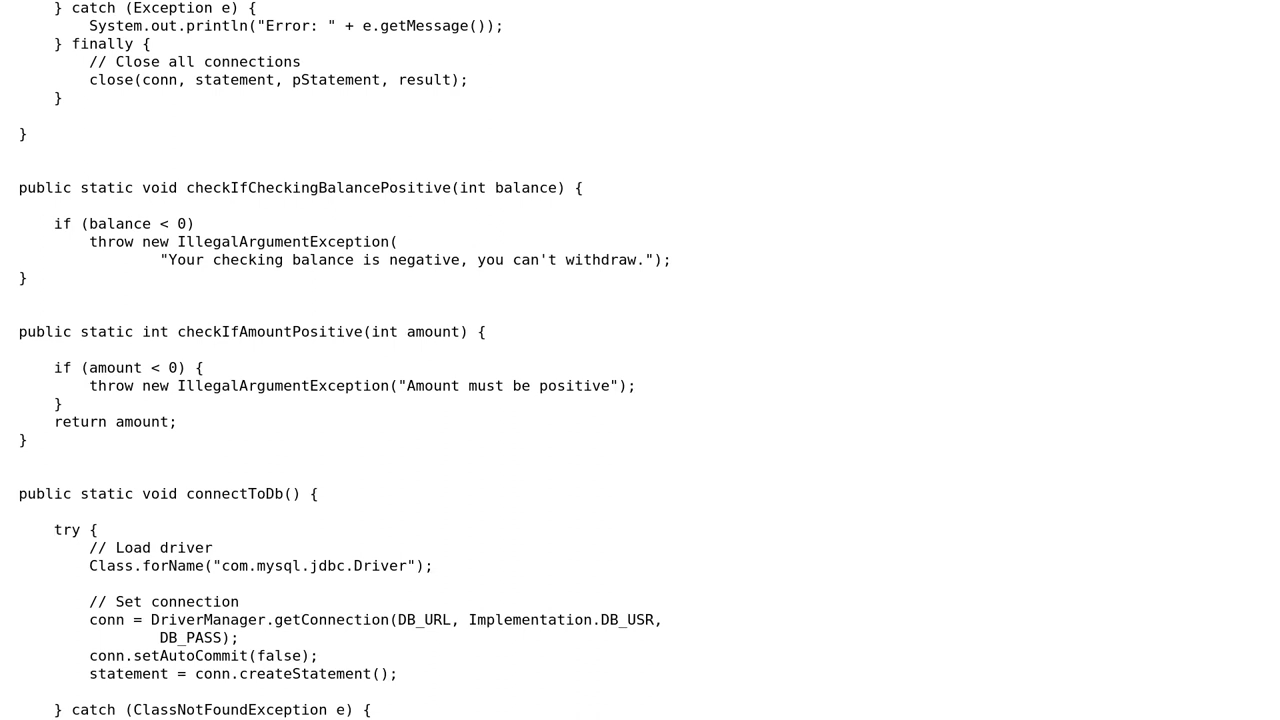 } catch (Exception e) {
        System.out.println("Error: " + e.getMessage());
    } finally {
        // Close all connections
        close(conn, statement, pStatement, result);
    }

}


public static void checkIfCheckingBalancePositive(int balance) {

    if (balance < 0)
        throw new IllegalArgumentException(
                "Your checking balance is negative, you can't withdraw.");
}


public static int checkIfAmountPositive(int amount) {

    if (amount < 0) {
        throw new IllegalArgumentException("Amount must be positive");
    }
    return amount;
}


public static void connectToDb() {

    try {
        // Load driver
        Class.forName("com.mysql.jdbc.Driver");

        // Set connection
        conn = DriverManager.getConnection(DB_URL, Implementation.DB_USR,
                DB_PASS);
        conn.setAutoCommit(false);
        statement = conn.createStatement();

    } catch (ClassNotFoundException e) {